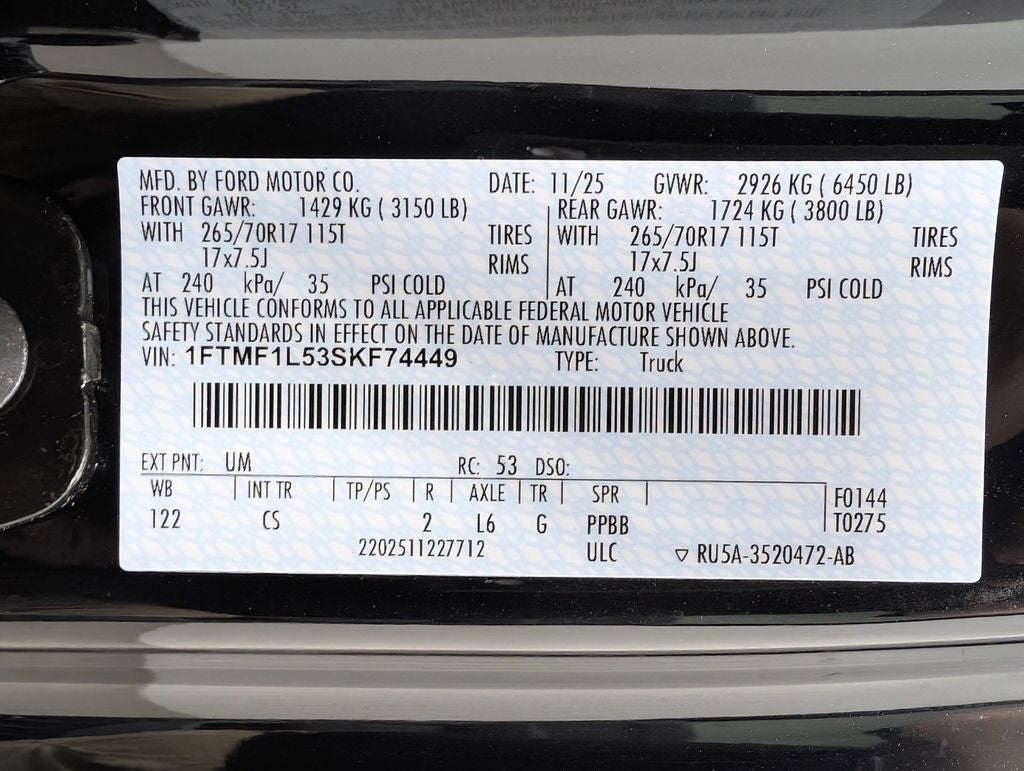 MFD. BY FORD MOTOR CO. DATE: 11/25 GVWR: 2926 KG ( 6450 LB)
FRONT GAWR: 1429 KG ( 3150 LB) REAR GAWR: 1724 KG ( 3800 LB)
WITH 265/70R17 115T TIRES WITH 265/70R17 115T TIRES
17x7.5J RIMS 17x7.5J RIMS
AT 240 kPa/ 35 PSI COLD AT 240 kPa/ 35 PSI COLD
THIS VEHICLE CONFORMS TO ALL APPLICABLE FEDERAL MOTOR VEHICLE
SAFETY STANDARDS IN EFFECT ON THE DATE OF MANUFACTURE SHOWN ABOVE.
VIN: 1FTMF1L53SKF74449 TYPE: Truck
EXT PNT: UM RC: 53 DSO:
WB INT TR TP/PS R AXLE TR SPR F0144
122 CS 2 L6 G PPBB T0275
2202511227712 ULC ▽ RU5A-3520472-AB